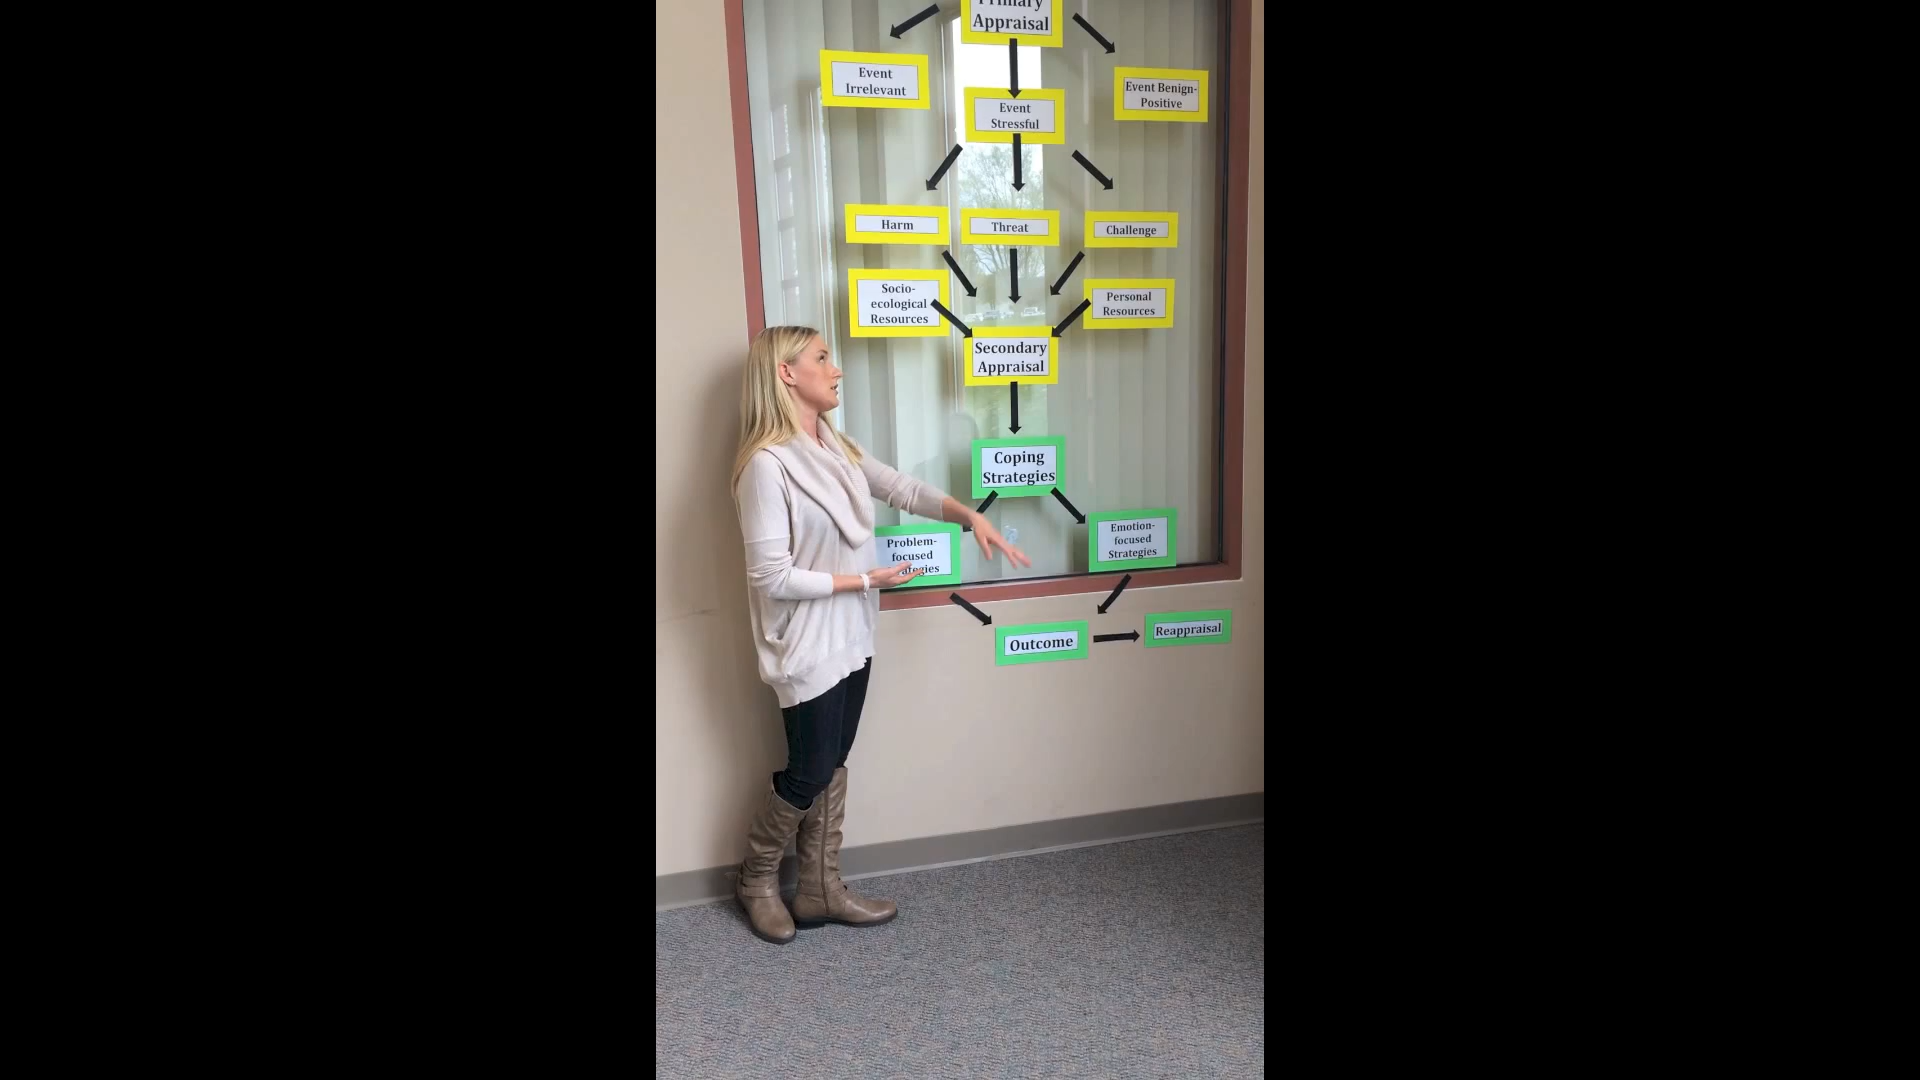 Primary
Appraisal
Event
Irrelevant
Event
Stressful
Event Benign-
Positive
Harm
Threat
Challenge
Socio-
ecological
Resources
Personal
Resources
Secondary
Appraisal
Coping
Strategies
Problem-
focused
Emotion-
focused
Strategies
Outcome
Reappraisal